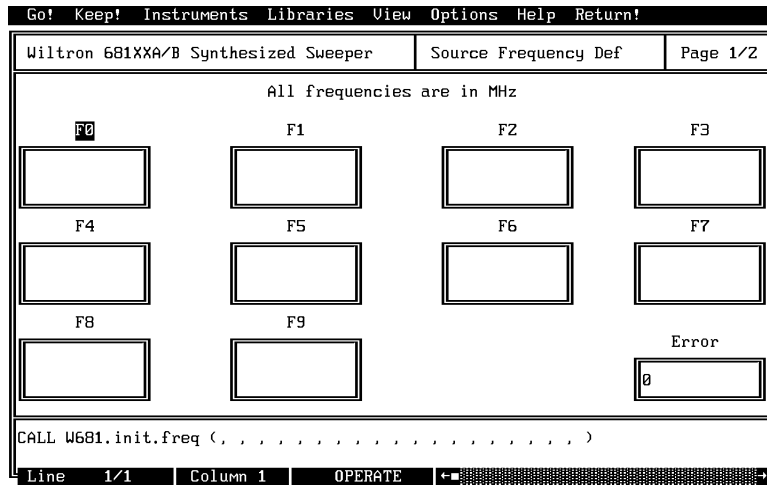 Go! Keep! Instruments Libraries View Options Help Return!
Wiltron 681XXA/B Synthesized Sweeper
Source Frequency Def
Page 1/2
All frequencies are in MHz
F0 F1 F2 F3
F4 F5 F6 F7
F8 F9
Error
0
CALL W681.init.freq (, , , , , , , , , , , , , , , , , , , )
Line 1/1 Column 1 OPERATE